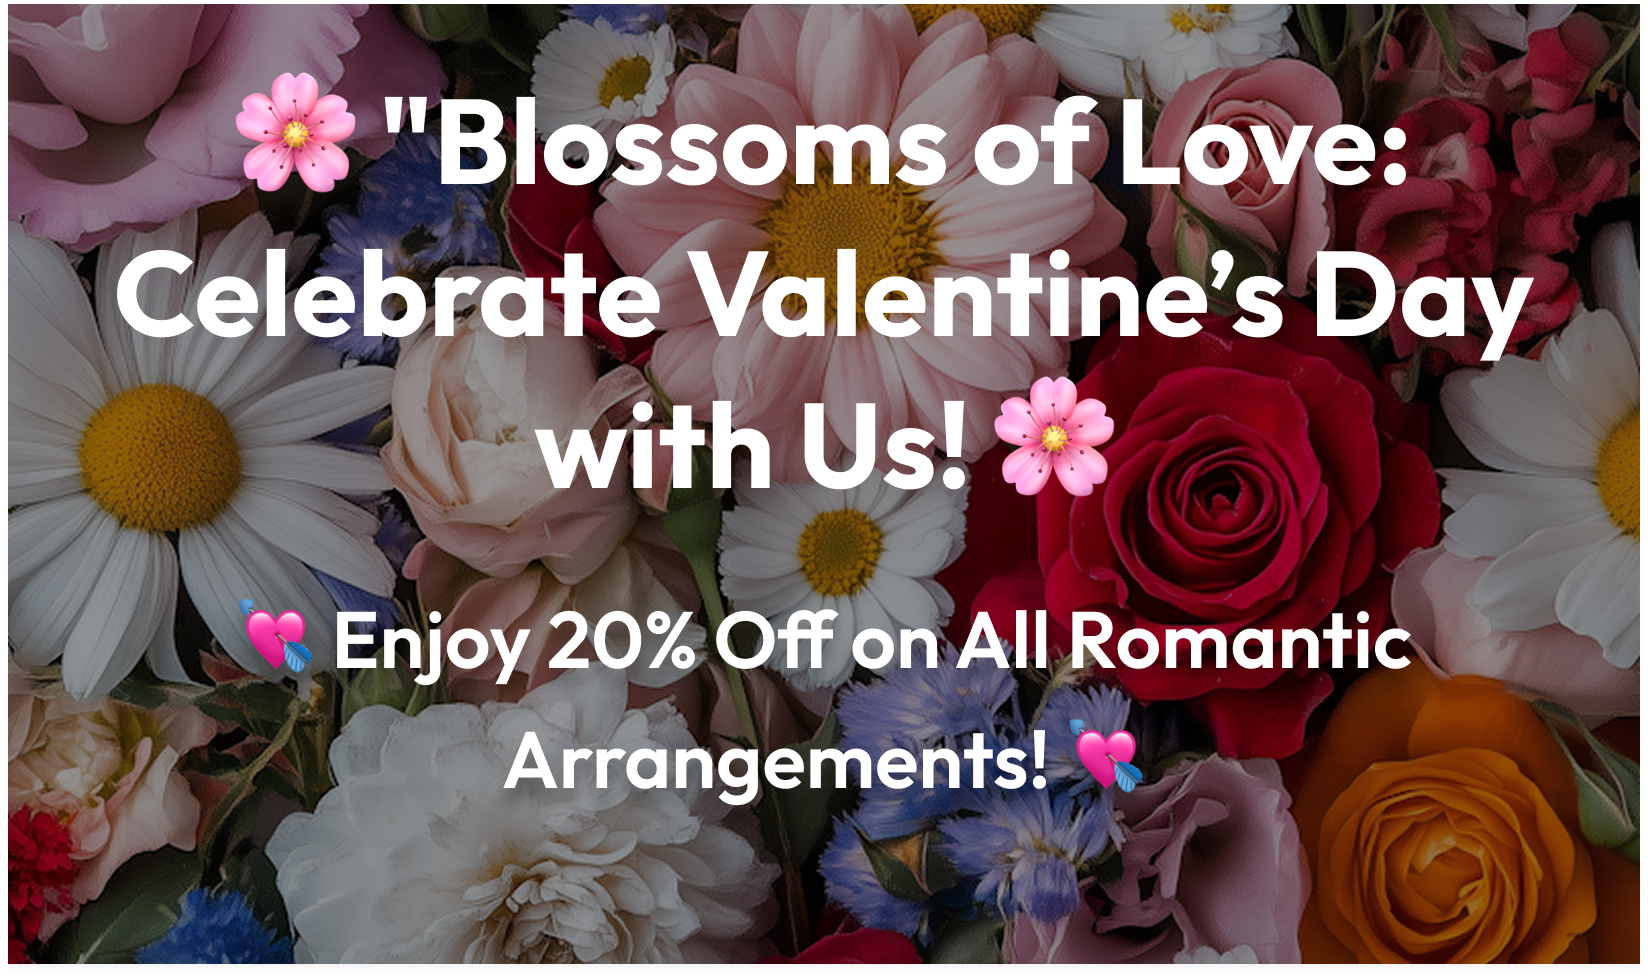 🌸 "Blossoms of Love:
Celebrate Valentine’s Day
with Us! 🌸
💘 Enjoy 20% Off on All Romantic
Arrangements! 💘